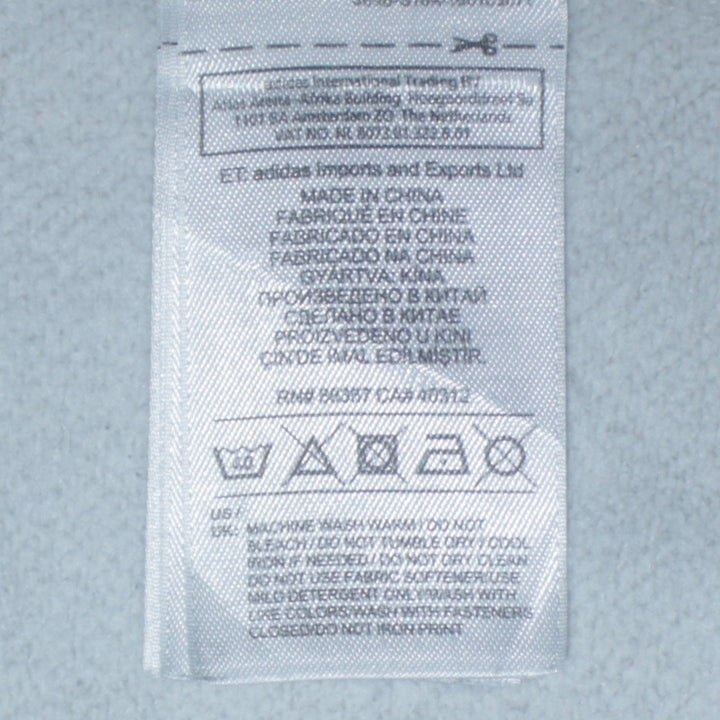 adidas International Trading BV
Atlas Arena -Afrika Building, Hoogoorddreef 9a
1101 BA Amsterdam ZO The Netherlands
VAT NO. NL 8073.91.322.B.01
ET: adidas Imports and Exports Ltd
MADE IN CHINA
FABRIQUE EN CHINE
FABRICADO EN CHINA
FABRICADO NA CHINA
GYÁRTVA: KÍNA
ПРОИЗВЕДЕНО В КИТАЙ
СДЕЛАНО В КИТАЕ
PROIZVEDENO U KINI
ÇİN'DE İMAL EDİLMİŞTİR.
RN# 88387 CA# 40312
40
US /
UK: MACHINE WASH WARM / DO NOT
BLEACH / DO NOT TUMBLE DRY / COOL
IRON IF NEEDED / DO NOT DRY CLEAN
DO NOT USE FABRIC SOFTENER/USE
MILD DETERGENT ONLY/WASH WITH
LIKE COLORS/WASH WITH FASTENERS
CLOSED/DO NOT IRON PRINT